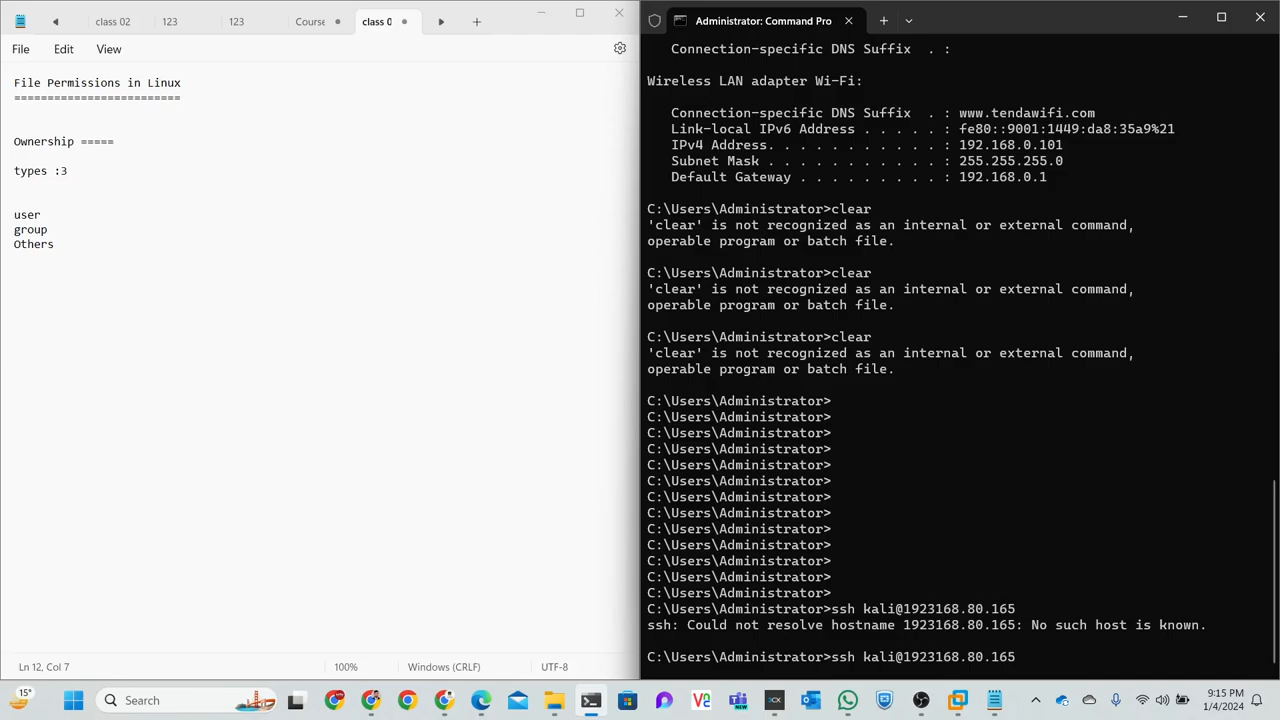 class 02
123
123
Course
class 0
File
Edit
View
File Permissions in Linux
=========================
Ownership =====
types :3
user
group
Others
Ln 12, Col 7
100%
Windows (CRLF)
UTF-8
Administrator: Command Pro
Connection-specific DNS Suffix  . :
Wireless LAN adapter Wi-Fi:
Connection-specific DNS Suffix  . : www.tendawifi.com
Link-local IPv6 Address . . . . . : fe80::9001:1449:da8:35a9%21
IPv4 Address. . . . . . . . . . . : 192.168.0.101
Subnet Mask . . . . . . . . . . . : 255.255.255.0
Default Gateway . . . . . . . . . : 192.168.0.1
C:\Users\Administrator>clear
'clear' is not recognized as an internal or external command,
operable program or batch file.
C:\Users\Administrator>clear
'clear' is not recognized as an internal or external command,
operable program or batch file.
C:\Users\Administrator>clear
'clear' is not recognized as an internal or external command,
operable program or batch file.
C:\Users\Administrator>
C:\Users\Administrator>
C:\Users\Administrator>
C:\Users\Administrator>
C:\Users\Administrator>
C:\Users\Administrator>
C:\Users\Administrator>
C:\Users\Administrator>
C:\Users\Administrator>
C:\Users\Administrator>
C:\Users\Administrator>
C:\Users\Administrator>
C:\Users\Administrator>
C:\Users\Administrator>ssh kali@1923168.80.165
ssh: Could not resolve hostname 1923168.80.165: No such host is known.
C:\Users\Administrator>ssh kali@1923168.80.165
15°
Search
NEW
9:15 PM
1/4/2024